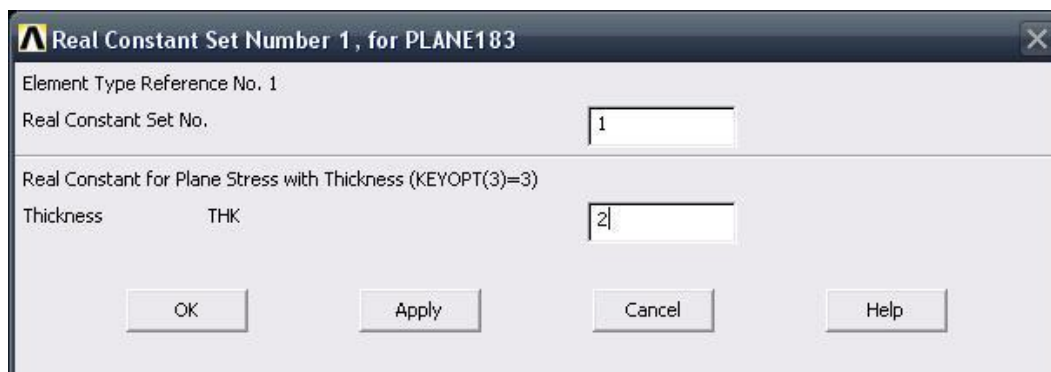 Real Constant Set Number 1, for PLANE183
Element Type Reference No. 1
Real Constant Set No. 1
Real Constant for Plane Stress with Thickness (KEYOPT(3)=3)
Thickness THK 2
OK Apply Cancel Help